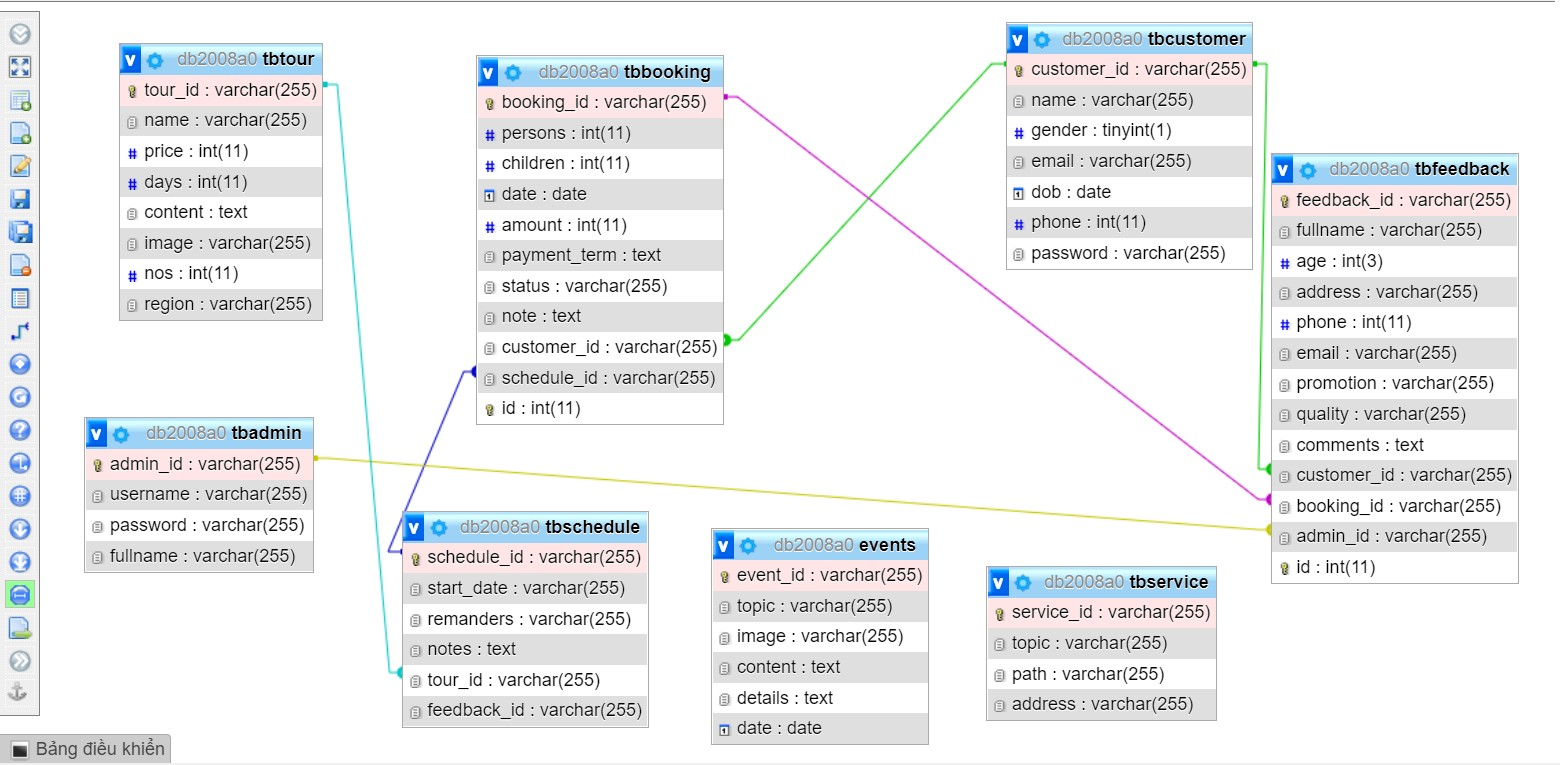 v db2008a0 tbtour
tour_id : varchar(255)
name : varchar(255)
# price : int(11)
# days : int(11)
content : text
image : varchar(255)
# nos : int(11)
region : varchar(255)
v db2008a0 tbbooking
booking_id : varchar(255)
# persons : int(11)
# children : int(11)
date : date
# amount : int(11)
payment_term : text
status : varchar(255)
note : text
customer_id : varchar(255)
schedule_id : varchar(255)
id : int(11)
v db2008a0 tbcustomer
customer_id : varchar(255)
name : varchar(255)
# gender : tinyint(1)
email : varchar(255)
dob : date
# phone : int(11)
password : varchar(255)
v db2008a0 tbfeedback
feedback_id : varchar(255)
fullname : varchar(255)
# age : int(3)
address : varchar(255)
# phone : int(11)
email : varchar(255)
promotion : varchar(255)
quality : varchar(255)
comments : text
customer_id : varchar(255)
booking_id : varchar(255)
admin_id : varchar(255)
id : int(11)
v db2008a0 tbadmin
admin_id : varchar(255)
username : varchar(255)
password : varchar(255)
fullname : varchar(255)
v db2008a0 tbschedule
schedule_id : varchar(255)
start_date : varchar(255)
remanders : varchar(255)
notes : text
tour_id : varchar(255)
feedback_id : varchar(255)
v db2008a0 events
event_id : varchar(255)
topic : varchar(255)
image : varchar(255)
content : text
details : text
date : date
v db2008a0 tbservice
service_id : varchar(255)
topic : varchar(255)
path : varchar(255)
address : varchar(255)
Bảng điều khiển